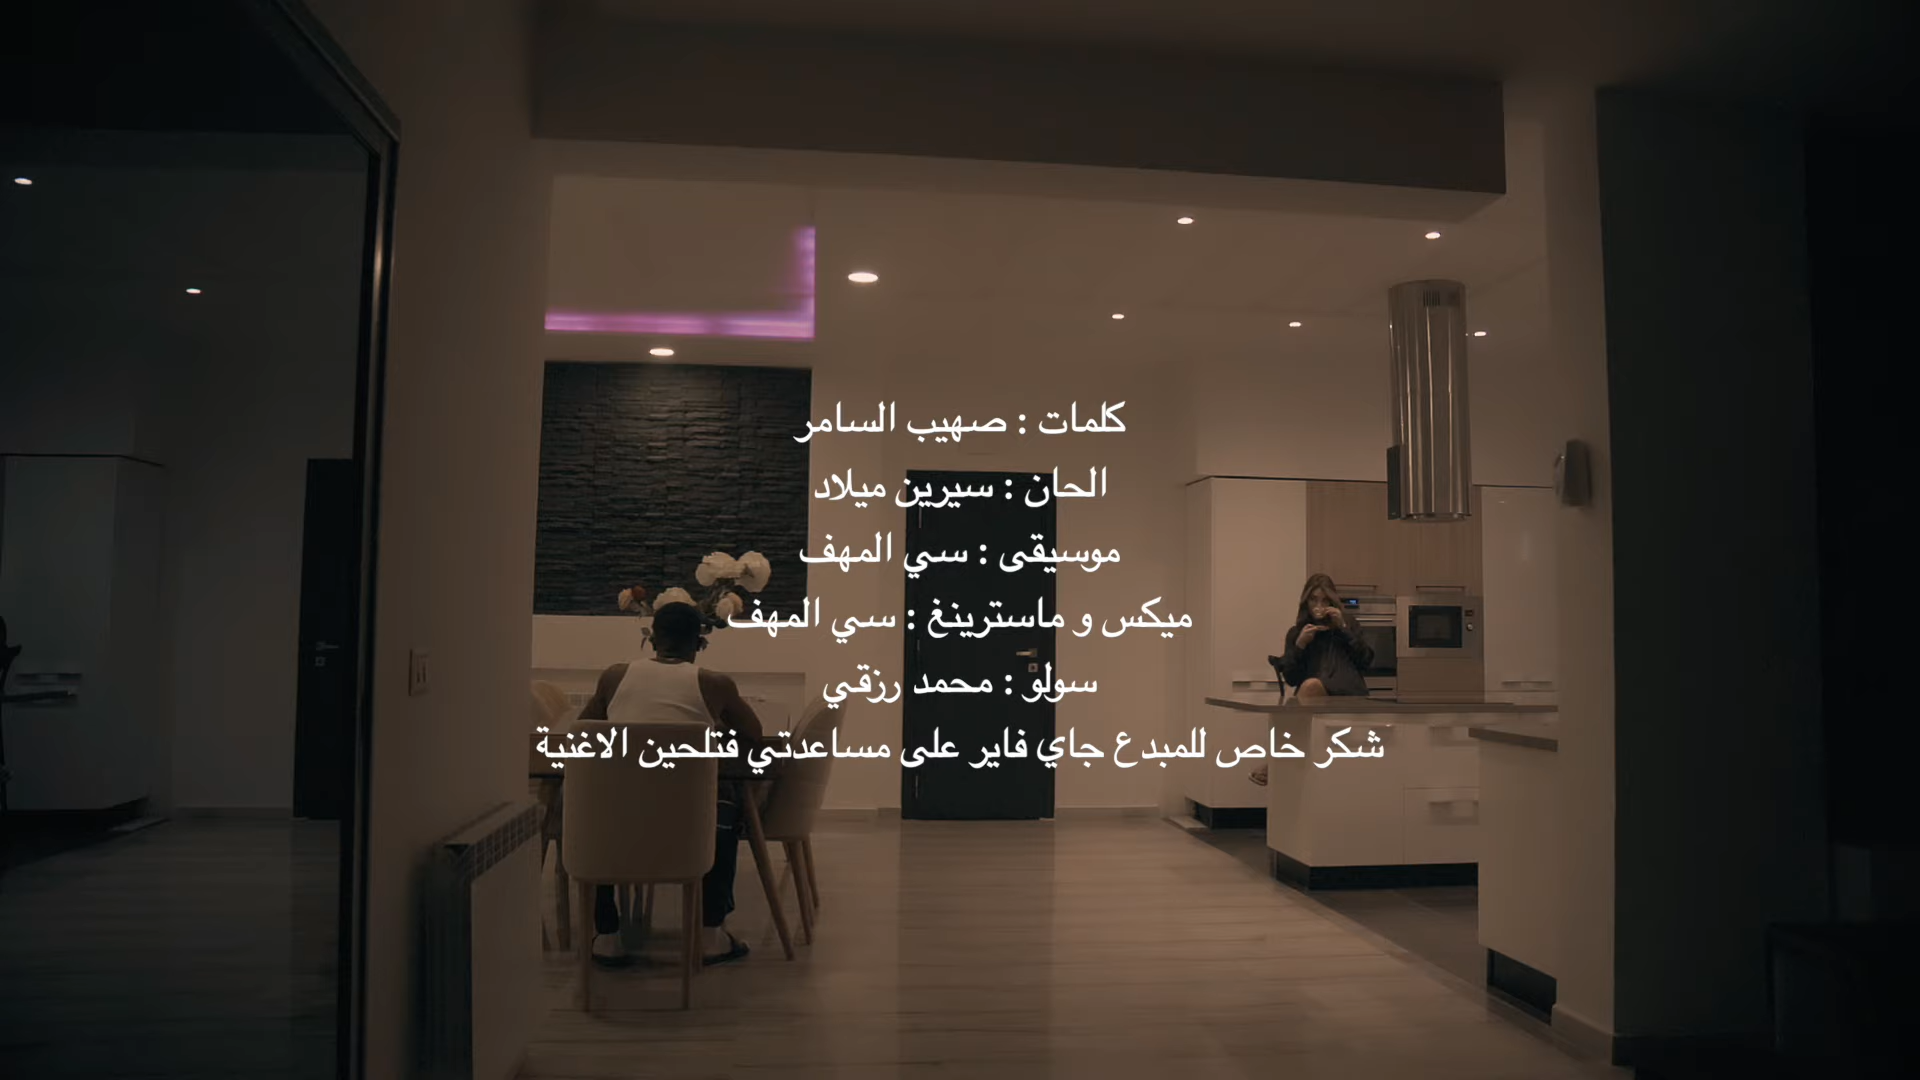 كلمات : صهيب السامر
الحان : سيرين ميلاد
موسيقى : سي المهف
ميكس و ماسترينغ : سي المهف
سولو : محمد رزقي
شكر خاص للمبدع جاي فاير على مساعدتي فتلحين الاغنية